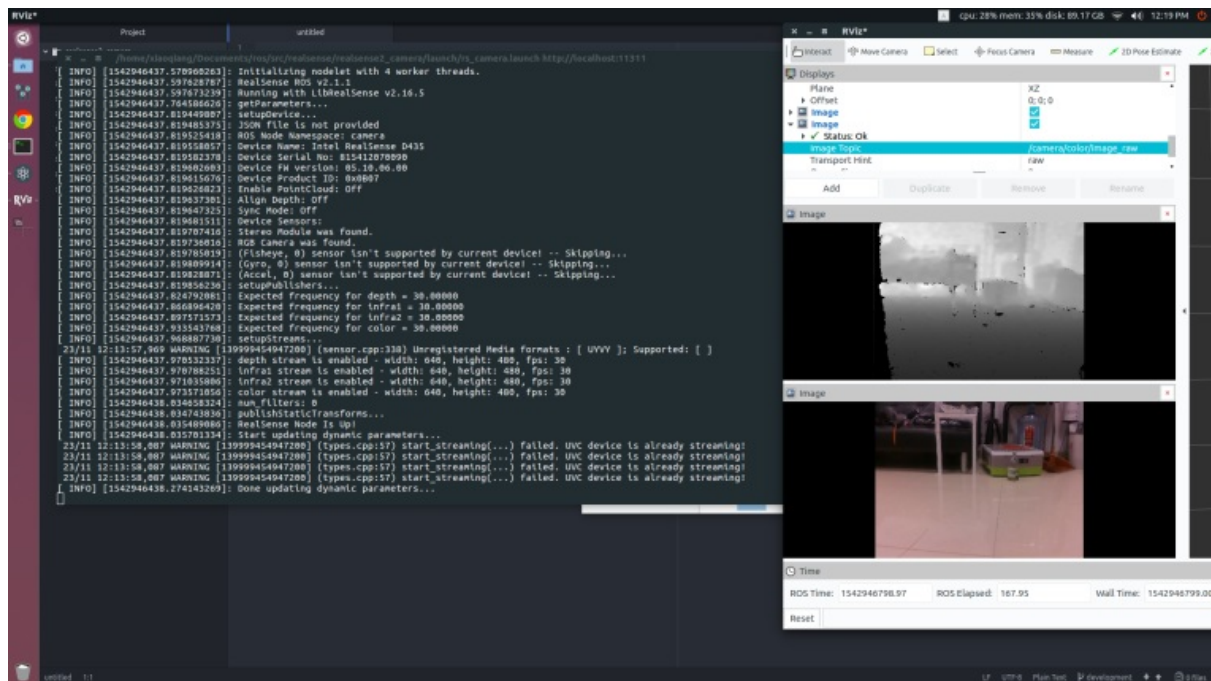 RViz*
cpu: 28% mem: 35% disk: 89.17 GB
12:19 PM
Project
untitled
/home/xiaoqiang/Documents/ros/src/realsense/realsense2_camera/launch/rs_camera.launch http://localhost:11311
[ INFO] [1542946437.570960263]: Initializing nodelet with 4 worker threads.
[ INFO] [1542946437.597628787]: RealSense ROS v2.1.1
[ INFO] [1542946437.597673239]: Running with LibRealSense v2.16.5
[ INFO] [1542946437.764586626]: getParameters...
[ INFO] [1542946437.819449807]: setupDevice...
[ INFO] [1542946437.819485375]: JSON file is not provided
[ INFO] [1542946437.819525418]: ROS Node Namespace: camera
[ INFO] [1542946437.819558057]: Device Name: Intel RealSense D435
[ INFO] [1542946437.819582378]: Device Serial No: 815412070090
[ INFO] [1542946437.819602603]: Device FW version: 05.10.06.00
[ INFO] [1542946437.819615676]: Device Product ID: 0x0B07
[ INFO] [1542946437.819626823]: Enable PointCloud: Off
[ INFO] [1542946437.819637301]: Align Depth: Off
[ INFO] [1542946437.819647325]: Sync Mode: Off
[ INFO] [1542946437.819681511]: Device Sensors:
[ INFO] [1542946437.819707416]: Stereo Module was found.
[ INFO] [1542946437.819736016]: RGB Camera was found.
[ INFO] [1542946437.819785019]: (Fisheye, 0) sensor isn't supported by current device! -- Skipping...
[ INFO] [1542946437.819809914]: (Gyro, 0) sensor isn't supported by current device! -- Skipping...
[ INFO] [1542946437.819828871]: (Accel, 0) sensor isn't supported by current device! -- Skipping...
[ INFO] [1542946437.819856236]: setupPublishers...
[ INFO] [1542946437.824792081]: Expected frequency for depth = 30.00000
[ INFO] [1542946437.866896420]: Expected frequency for infra1 = 30.00000
[ INFO] [1542946437.897571573]: Expected frequency for infra2 = 30.00000
[ INFO] [1542946437.933543768]: Expected frequency for color = 30.00000
[ INFO] [1542946437.968887730]: setupStreams...
23/11 12:13:57,969 WARNING [139999454947200] (sensor.cpp:338) Unregistered Media formats : [ UYVY ]; Supported: [ ]
[ INFO] [1542946437.970532337]: depth stream is enabled - width: 640, height: 480, fps: 30
[ INFO] [1542946437.970788251]: infra1 stream is enabled - width: 640, height: 480, fps: 30
[ INFO] [1542946437.971035806]: infra2 stream is enabled - width: 640, height: 480, fps: 30
[ INFO] [1542946437.973571056]: color stream is enabled - width: 640, height: 480, fps: 30
[ INFO] [1542946438.034658324]: num_filters: 0
[ INFO] [1542946438.034743836]: publishStaticTransforms...
[ INFO] [1542946438.035489086]: RealSense Node Is Up!
[ INFO] [1542946438.035701334]: Start updating dynamic parameters...
23/11 12:13:58,087 WARNING [139999454947200] (types.cpp:57) start_streaming(...) failed. UVC device is already streaming!
23/11 12:13:58,087 WARNING [139999454947200] (types.cpp:57) start_streaming(...) failed. UVC device is already streaming!
23/11 12:13:58,087 WARNING [139999454947200] (types.cpp:57) start_streaming(...) failed. UVC device is already streaming!
23/11 12:13:58,087 WARNING [139999454947200] (types.cpp:57) start_streaming(...) failed. UVC device is already streaming!
[ INFO] [1542946438.274143269]: Done updating dynamic parameters...
RViz*
Interact Move Camera Select Focus Camera Measure 2D Pose Estimate
Displays
Plane XZ
Offset 0; 0; 0
Image
Image
Status: Ok
Image Topic /camera/color/image_raw
Transport Hint raw
Add Duplicate Remove Rename
Image
Image
Time
ROS Time: 1542946798.97 ROS Elapsed: 167.95 Wall Time: 1542946799.00
Reset
RViz
untitled 1:1
LF UTF-8 Plain Text development 0 files